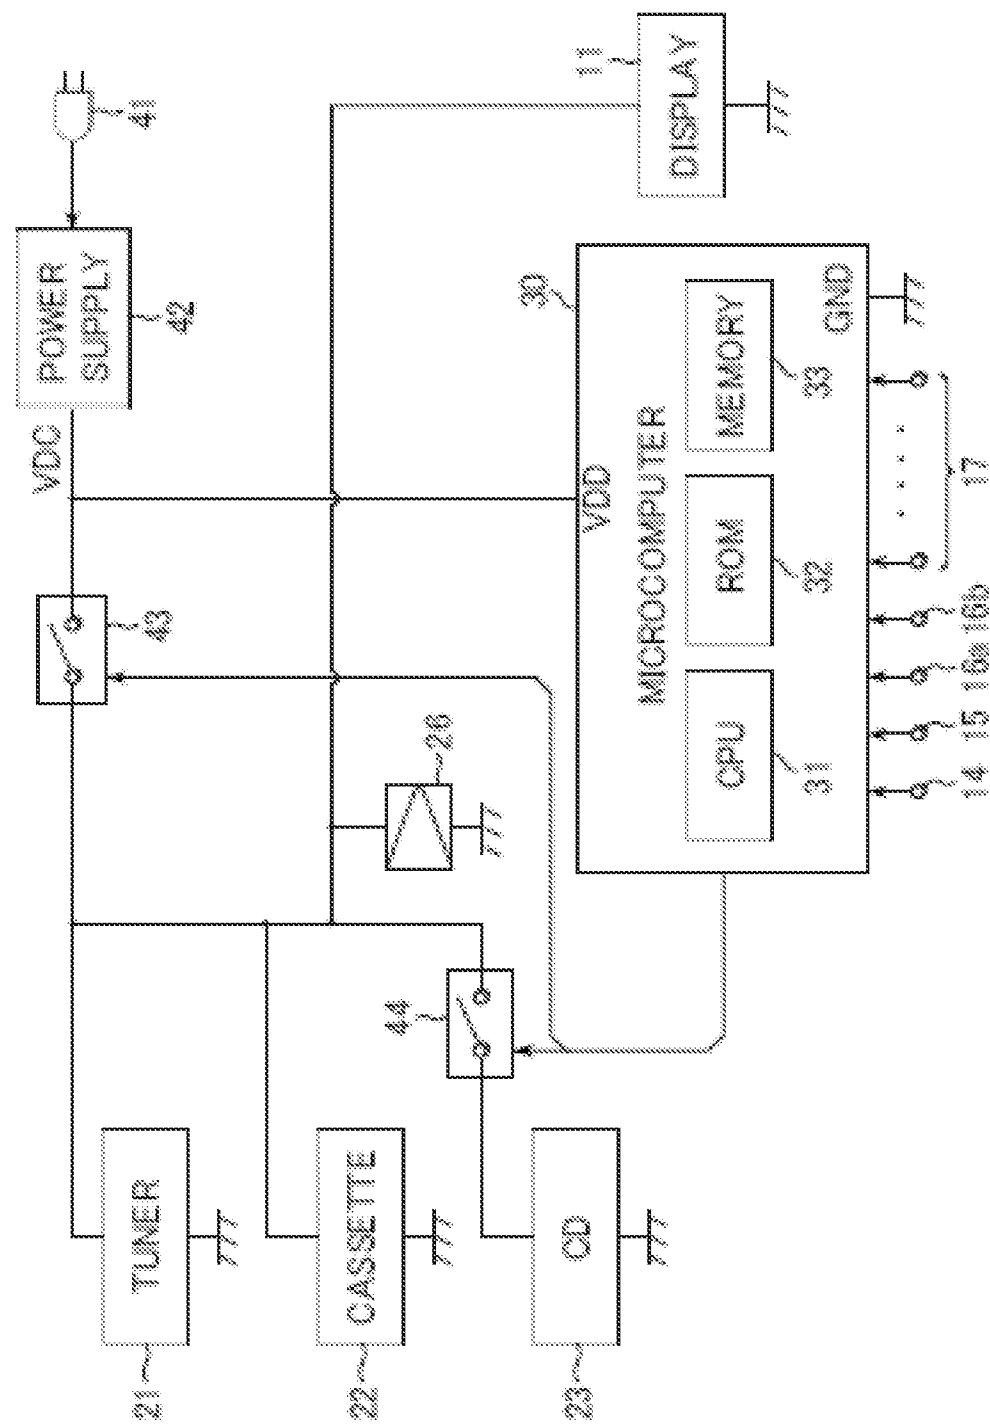 21
TUNER
22
CASSETTE
23
CD
44
26
43
VDC
POWER
SUPPLY
42
41
11
DISPLAY
30
VDD
MICROCOMPUTER
CPU
31
ROM
32
MEMORY
33
GND
14
15
16a
16b
17